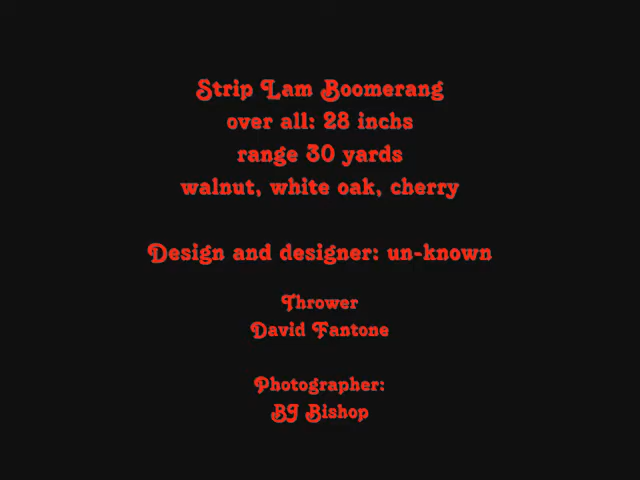 Strip Lam Boomerang
over all: 28 inchs
range 30 yards
walnut, white oak, cherry
Design and designer: un-known
Thrower
David Fantone
Photographer:
BJ Bishop